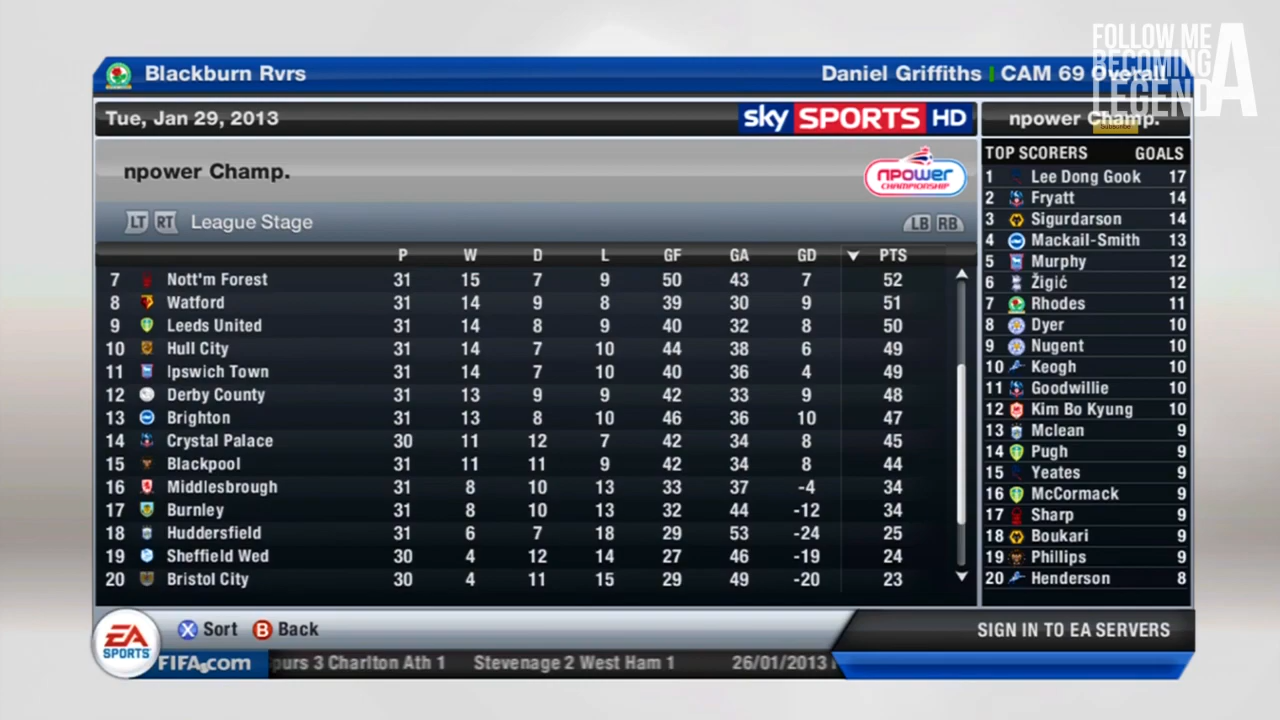 FOLLOW ME
BECOMING A
LEGEND
Subscribe
Blackburn Rvrs
Daniel Griffiths | CAM 69 Overall
Tue, Jan 29, 2013
sky SPORTS HD
npower Champ.
npower Champ.
npower
CHAMPIONSHIP
LT RT League Stage LB RB
P W D L GF GA GD PTS
7 Nott'm Forest 31 15 7 9 50 43 7 52
8 Watford 31 14 9 8 39 30 9 51
9 Leeds United 31 14 8 9 40 32 8 50
10 Hull City 31 14 7 10 44 38 6 49
11 Ipswich Town 31 14 7 10 40 36 4 49
12 Derby County 31 13 9 9 42 33 9 48
13 Brighton 31 13 8 10 46 36 10 47
14 Crystal Palace 30 11 12 7 42 34 8 45
15 Blackpool 31 11 11 9 42 34 8 44
16 Middlesbrough 31 8 10 13 33 37 -4 34
17 Burnley 31 8 10 13 32 44 -12 34
18 Huddersfield 31 6 7 18 29 53 -24 25
19 Sheffield Wed 30 4 12 14 27 46 -19 24
20 Bristol City 30 4 11 15 29 49 -20 23
TOP SCORERS GOALS
1 Lee Dong Gook 17
2 Fryatt 14
3 Sigurdarson 14
4 Mackail-Smith 13
5 Murphy 12
6 Žigić 12
7 Rhodes 11
8 Dyer 10
9 Nugent 10
10 Keogh 10
11 Goodwillie 10
12 Kim Bo Kyung 10
13 Mclean 9
14 Pugh 9
15 Yeates 9
16 McCormack 9
17 Sharp 9
18 Boukari 9
19 Phillips 9
20 Henderson 8
X Sort B Back
SIGN IN TO EA SERVERS
EA
SPORTS
FIFA.com
purs 3 Charlton Ath 1 Stevenage 2 West Ham 1 26/01/2013